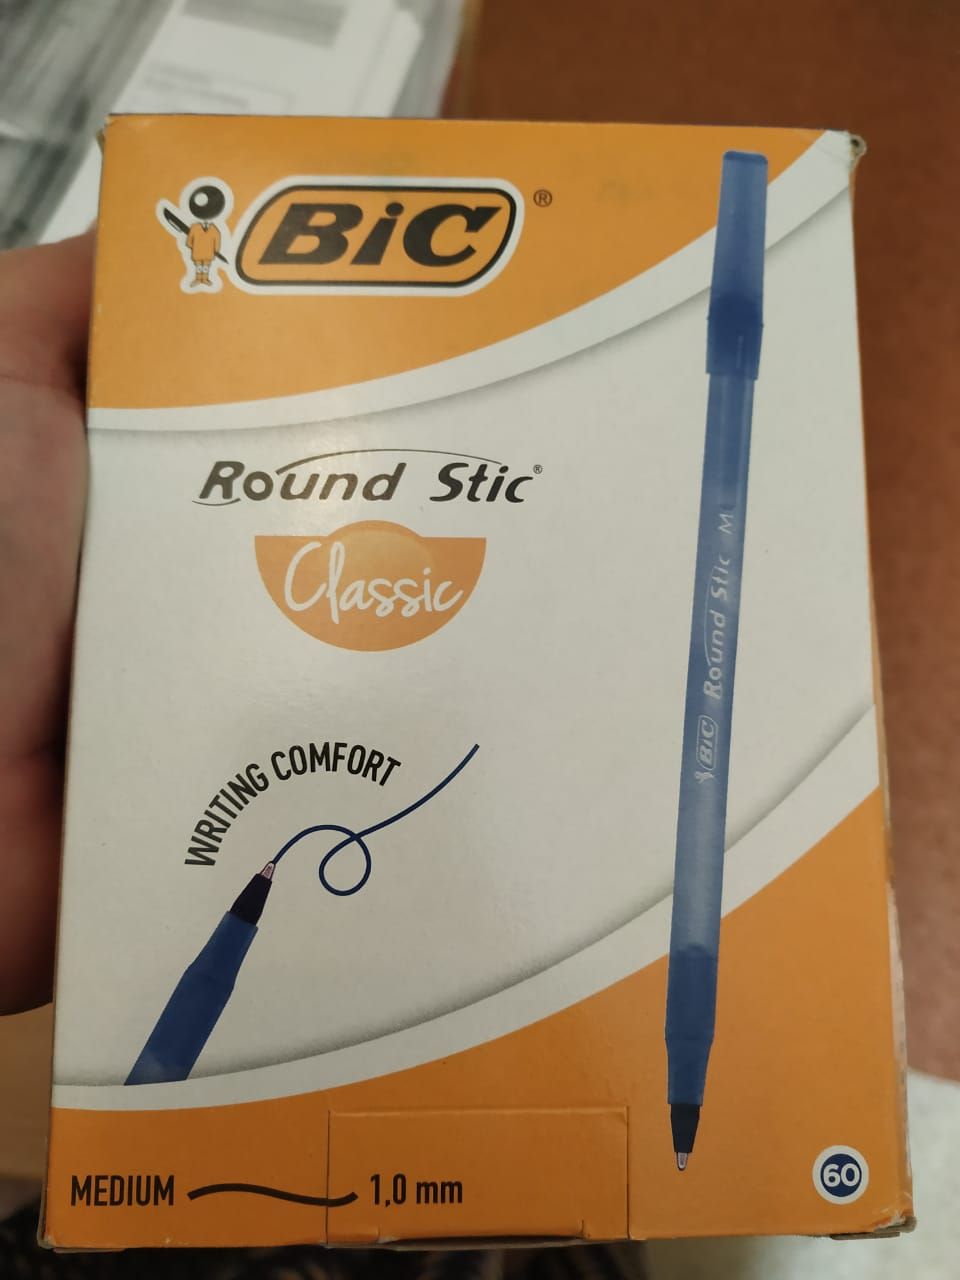 BiC®
Round Stic®
Classic
WRITING COMFORT
BiC Round Stic M
MEDIUM 1,0 mm
60